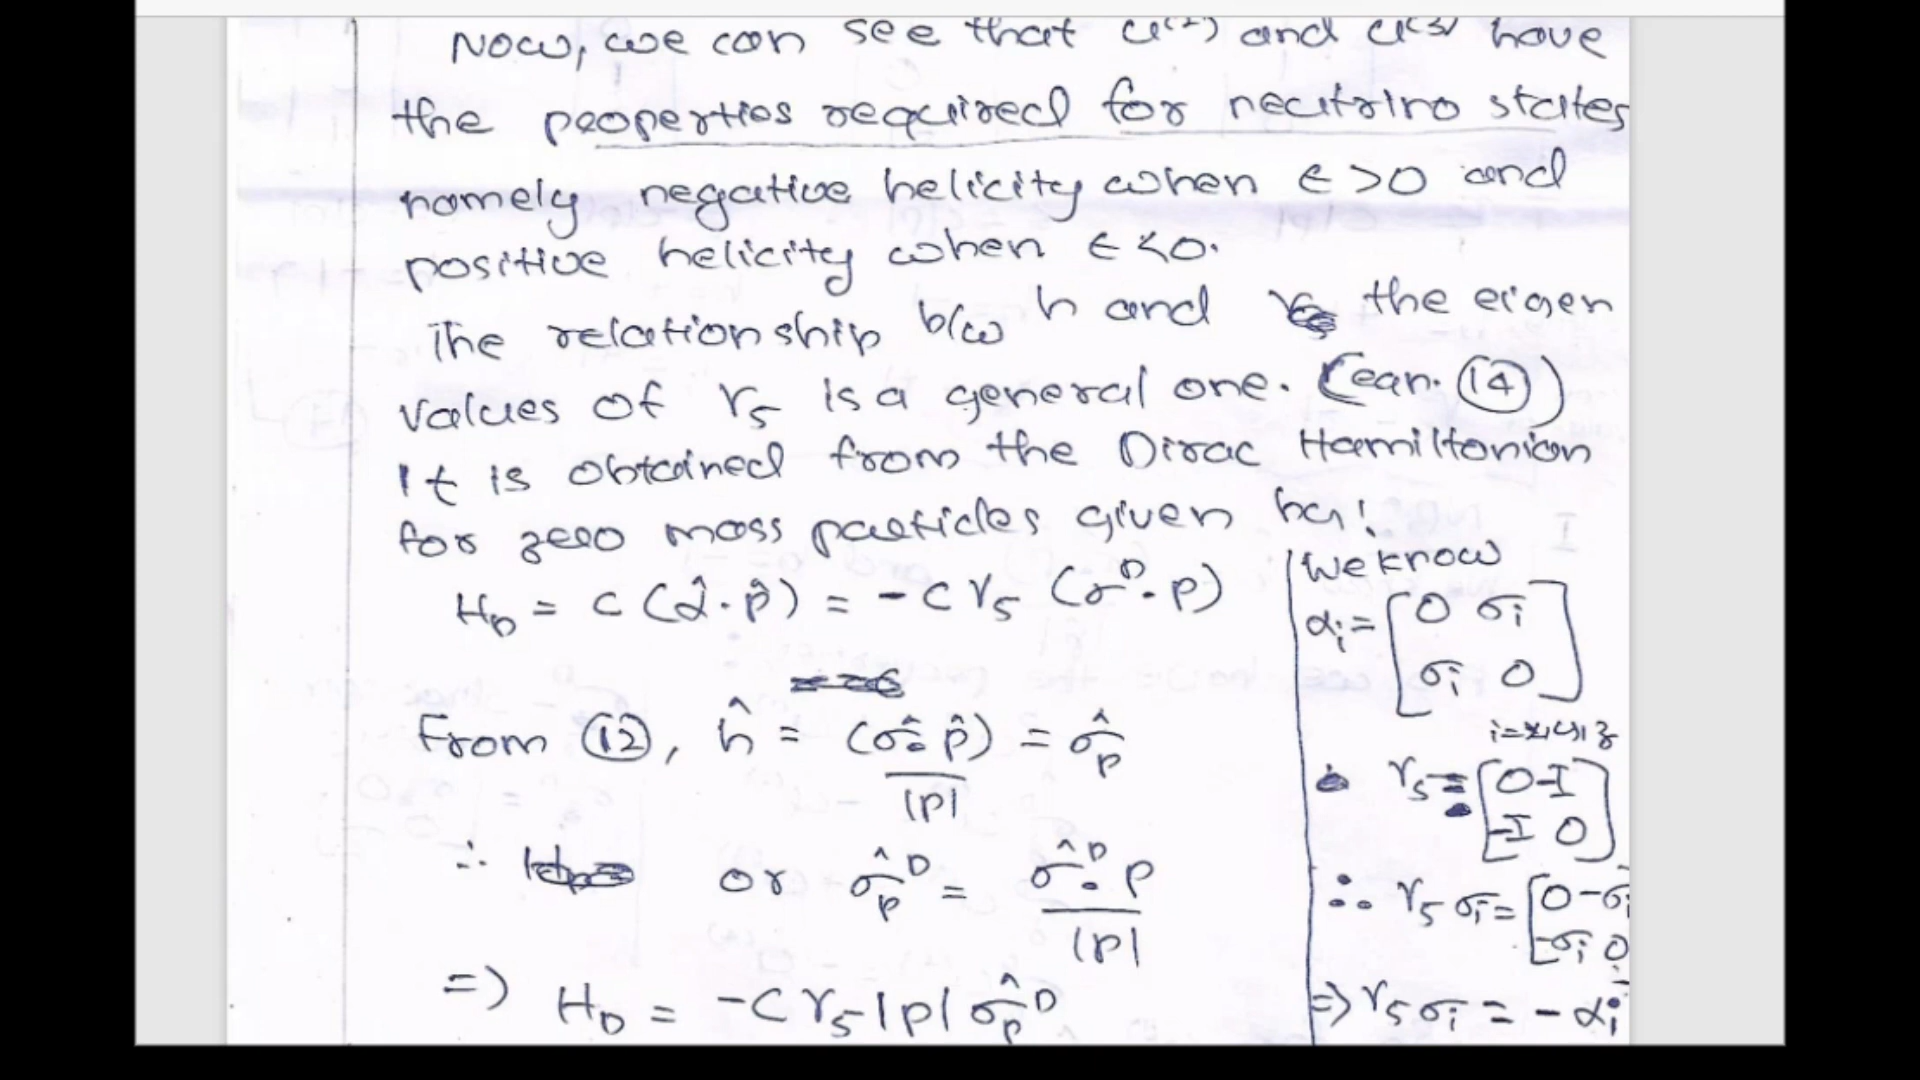 Now, we can see that u⁽²⁾ and u⁽³⁾ have
the properties required for neutrino states
namely negative helicity when ϵ >0 and
positive helicity when ϵ <0.
The relationship b/w h and the eigen
values of γ₅ is a general one. (eqn. ⑭)
It is obtained from the Dirac Hamiltonian
for zero mass particles given by:
H_D = c (α̂ . p̂) = -c γ₅ (σ^D . p)
From ⑫, ĥ = (σ̂ . p̂) / |p| = σ̂_p
∴ or σ̂_p^D = σ̂^D . p / |p|
=> H_D = -c γ₅ |p| σ̂_p^D
We know
α_i = [0 σ_i
σ_i 0]
i = x,y,z
γ₅ = [0 -I
-I 0]
∴ γ₅ σ_i = [0 -σ_i
-σ_i 0
=> γ₅ σ_i = - α_i